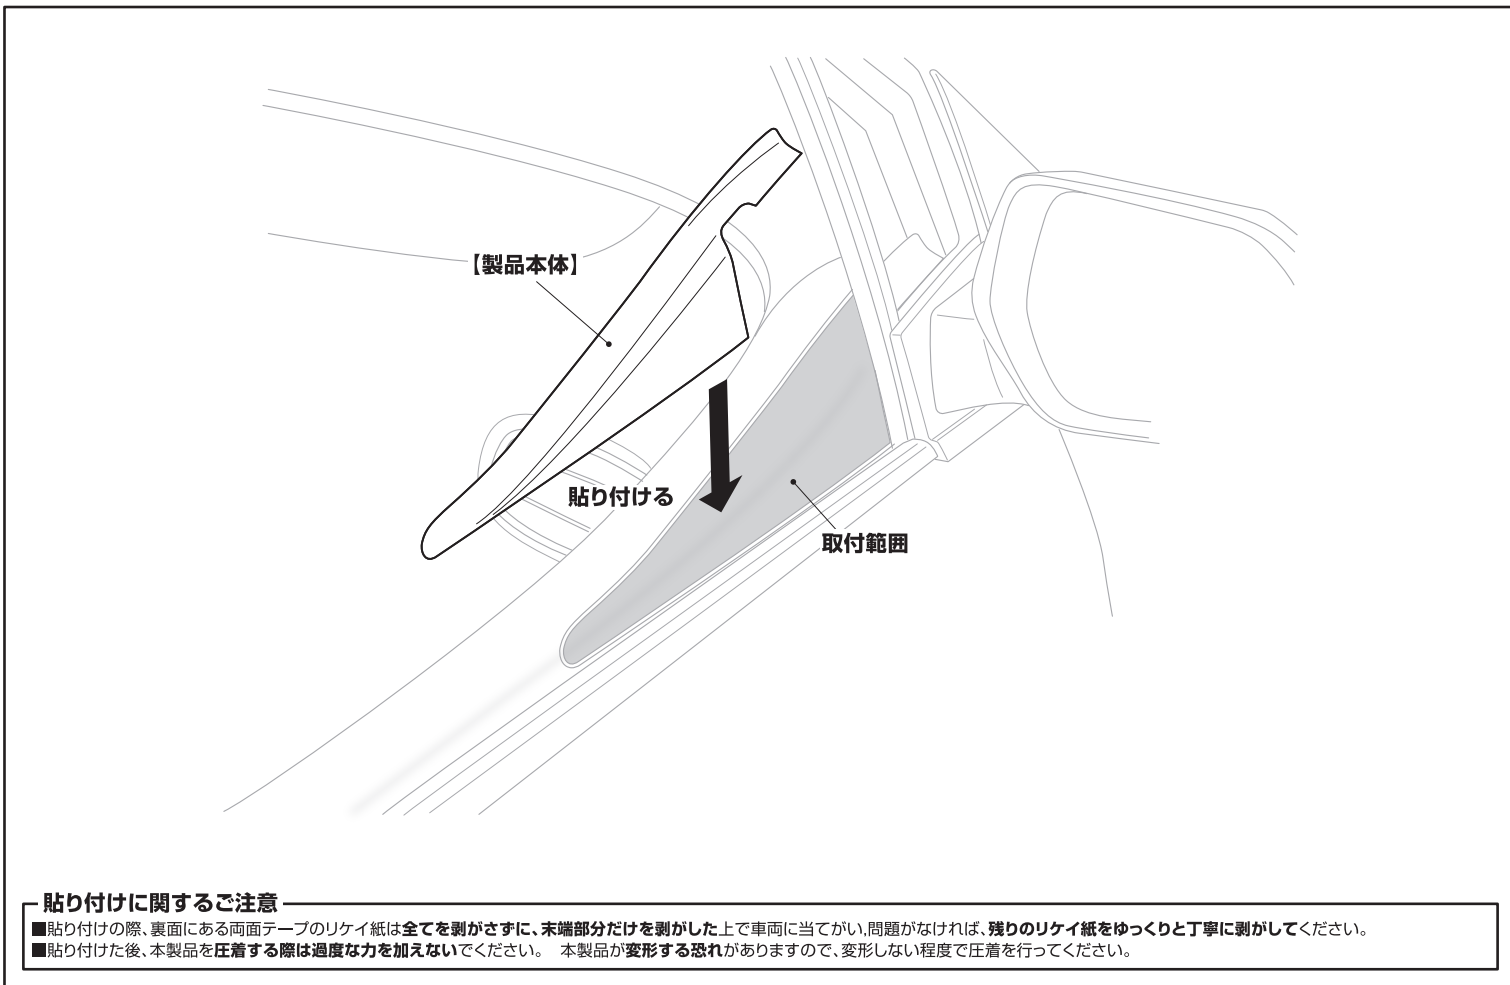 【製品本体】
貼り付ける
取付範囲
貼り付けに関するご注意
■貼り付けの際、裏面にある両面テープのリケイ紙は全てを剥がさずに、末端部分だけを剥がした上で車両に当てがい,問題がなければ、残りのリケイ紙をゆっくりと丁寧に剥がしてください。
■貼り付けた後、本製品を圧着する際は過度な力を加えないでください。 本製品が変形する恐れがありますので、変形しない程度で圧着を行ってください。